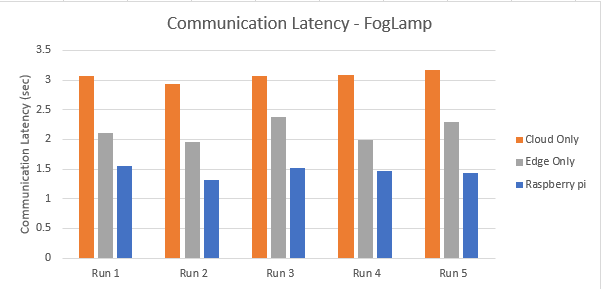 Communication Latency - FogLamp
Communication Latency (sec)
3.5
3
2.5
2
1.5
1
0.5
0
Run 1 Run 2 Run 3 Run 4 Run 5
Cloud Only
Edge Only
Raspberry pi